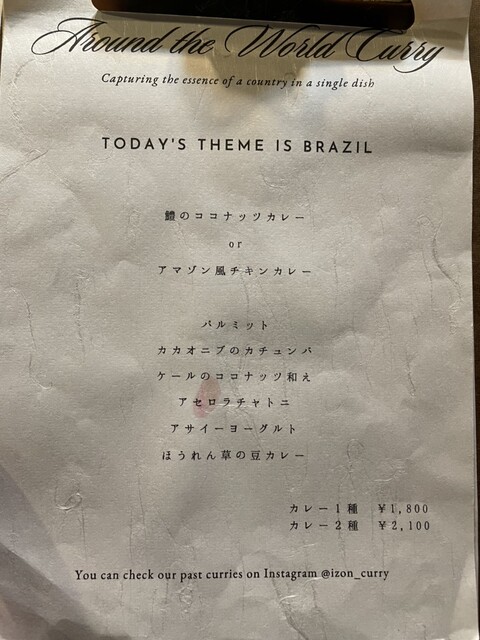 Around the World Curry
Capturing the essence of a country in a single dish
TODAY'S THEME IS BRAZIL
鱧のココナッツカレー
or
アマゾン風チキンカレー
パルミット
カカオニブのカチュンバ
ケールのココナッツ和え
アセロラチャトニ
アサイーヨーグルト
ほうれん草の豆カレー
カレー1種 ¥1,800
カレー2種 ¥2,100
You can check our past curries on Instagram @izon_curry